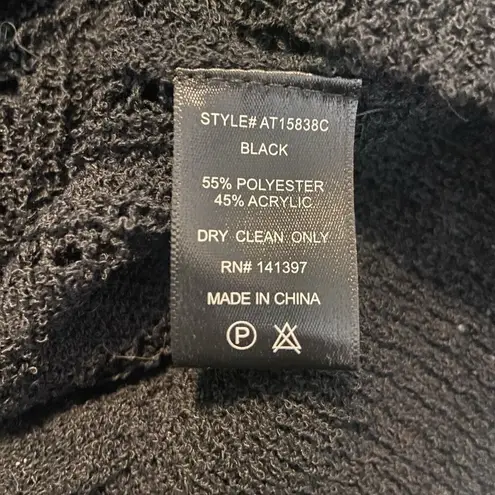 STYLE# AT15838C
BLACK
55% POLYESTER
45% ACRYLIC
DRY CLEAN ONLY
RN# 141397
MADE IN CHINA
P